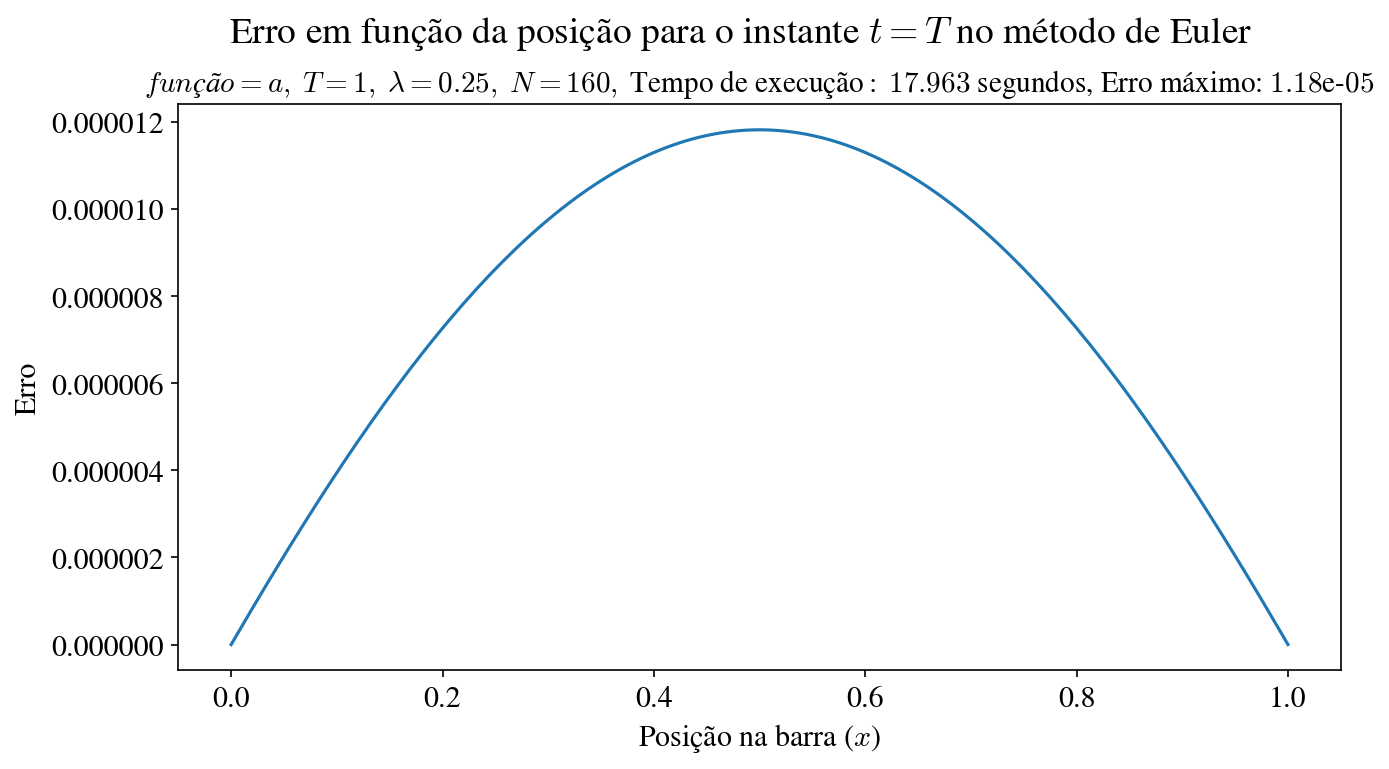 Erro em função da posição para o instante t = T no método de Euler
função = a, T = 1, λ = 0.25, N = 160, Tempo de execução : 17.963 segundos, Erro máximo: 1.18e-05
0.000012
0.000010
0.000008
0.000006
0.000004
0.000002
0.000000
Erro
0.0 0.2 0.4 0.6 0.8 1.0
Posição na barra (x)